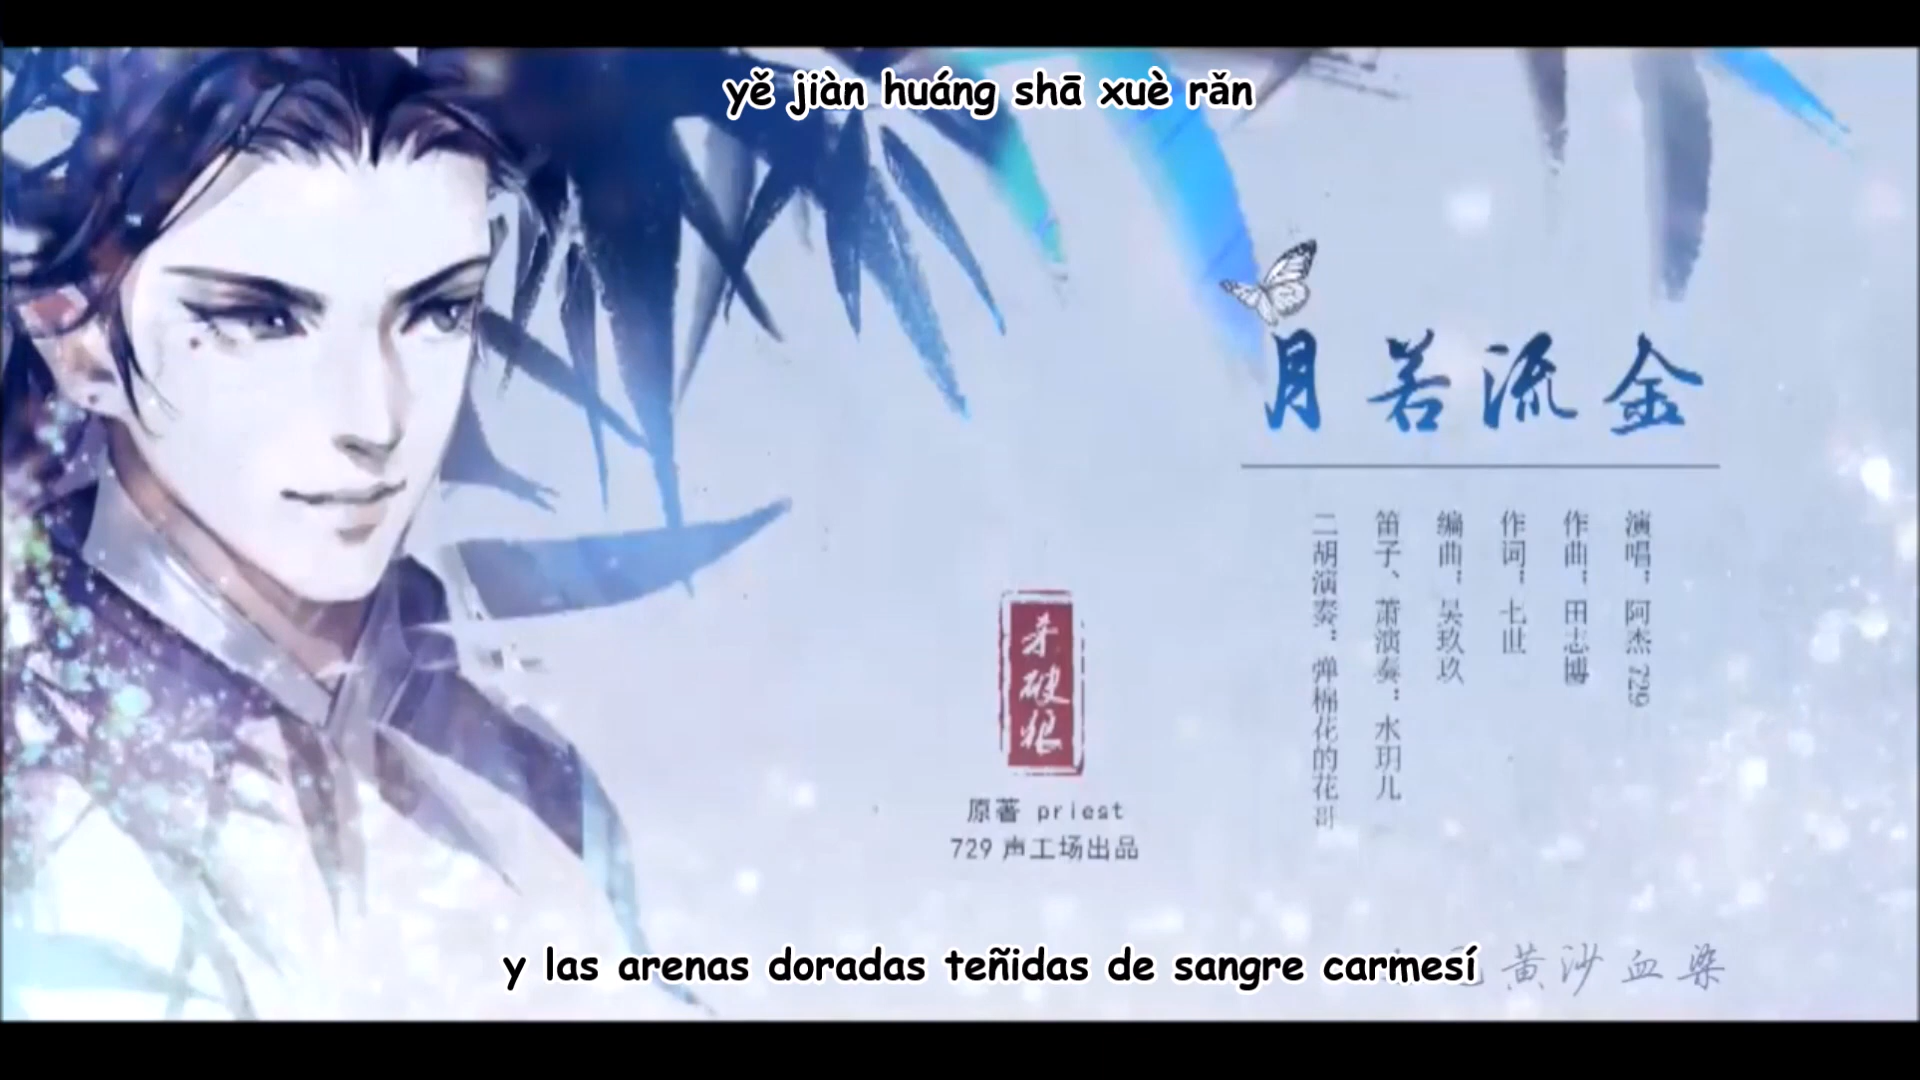 yě jiàn huáng shā xuè rǎn
月若流金
演唱：阿杰729
作曲：田志博
作词：七世
编曲：吴玖玖
笛子、萧演奏：水玥儿
二胡演奏：弹棉花的花哥
杀破狼
原著 priest
729 声工场出品
y las arenas doradas teñidas de sangre carmesí
黄沙血染